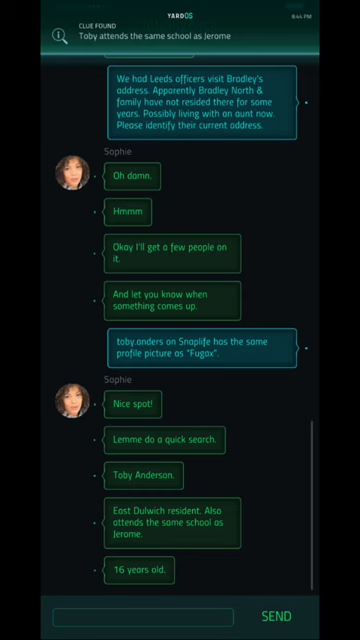 YARDOS
8:44 PM
CLUE FOUND
Toby attends the same school as Jerome
We had Leeds officers visit Bradley's
address. Apparently Bradley North &
family have not resided there for some
years. Possibly living with an aunt now.
Please identify their current address.
Sophie
Oh damn.
Hmmm
Okay I'll get a few people on
it.
And let you know when
something comes up.
toby.anders on Snaplife has the same
profile picture as "Fugax".
Sophie
Nice spot!
Lemme do a quick search.
Toby Anderson.
East Dulwich resident. Also
attends the same school as
Jerome.
16 years old.
SEND